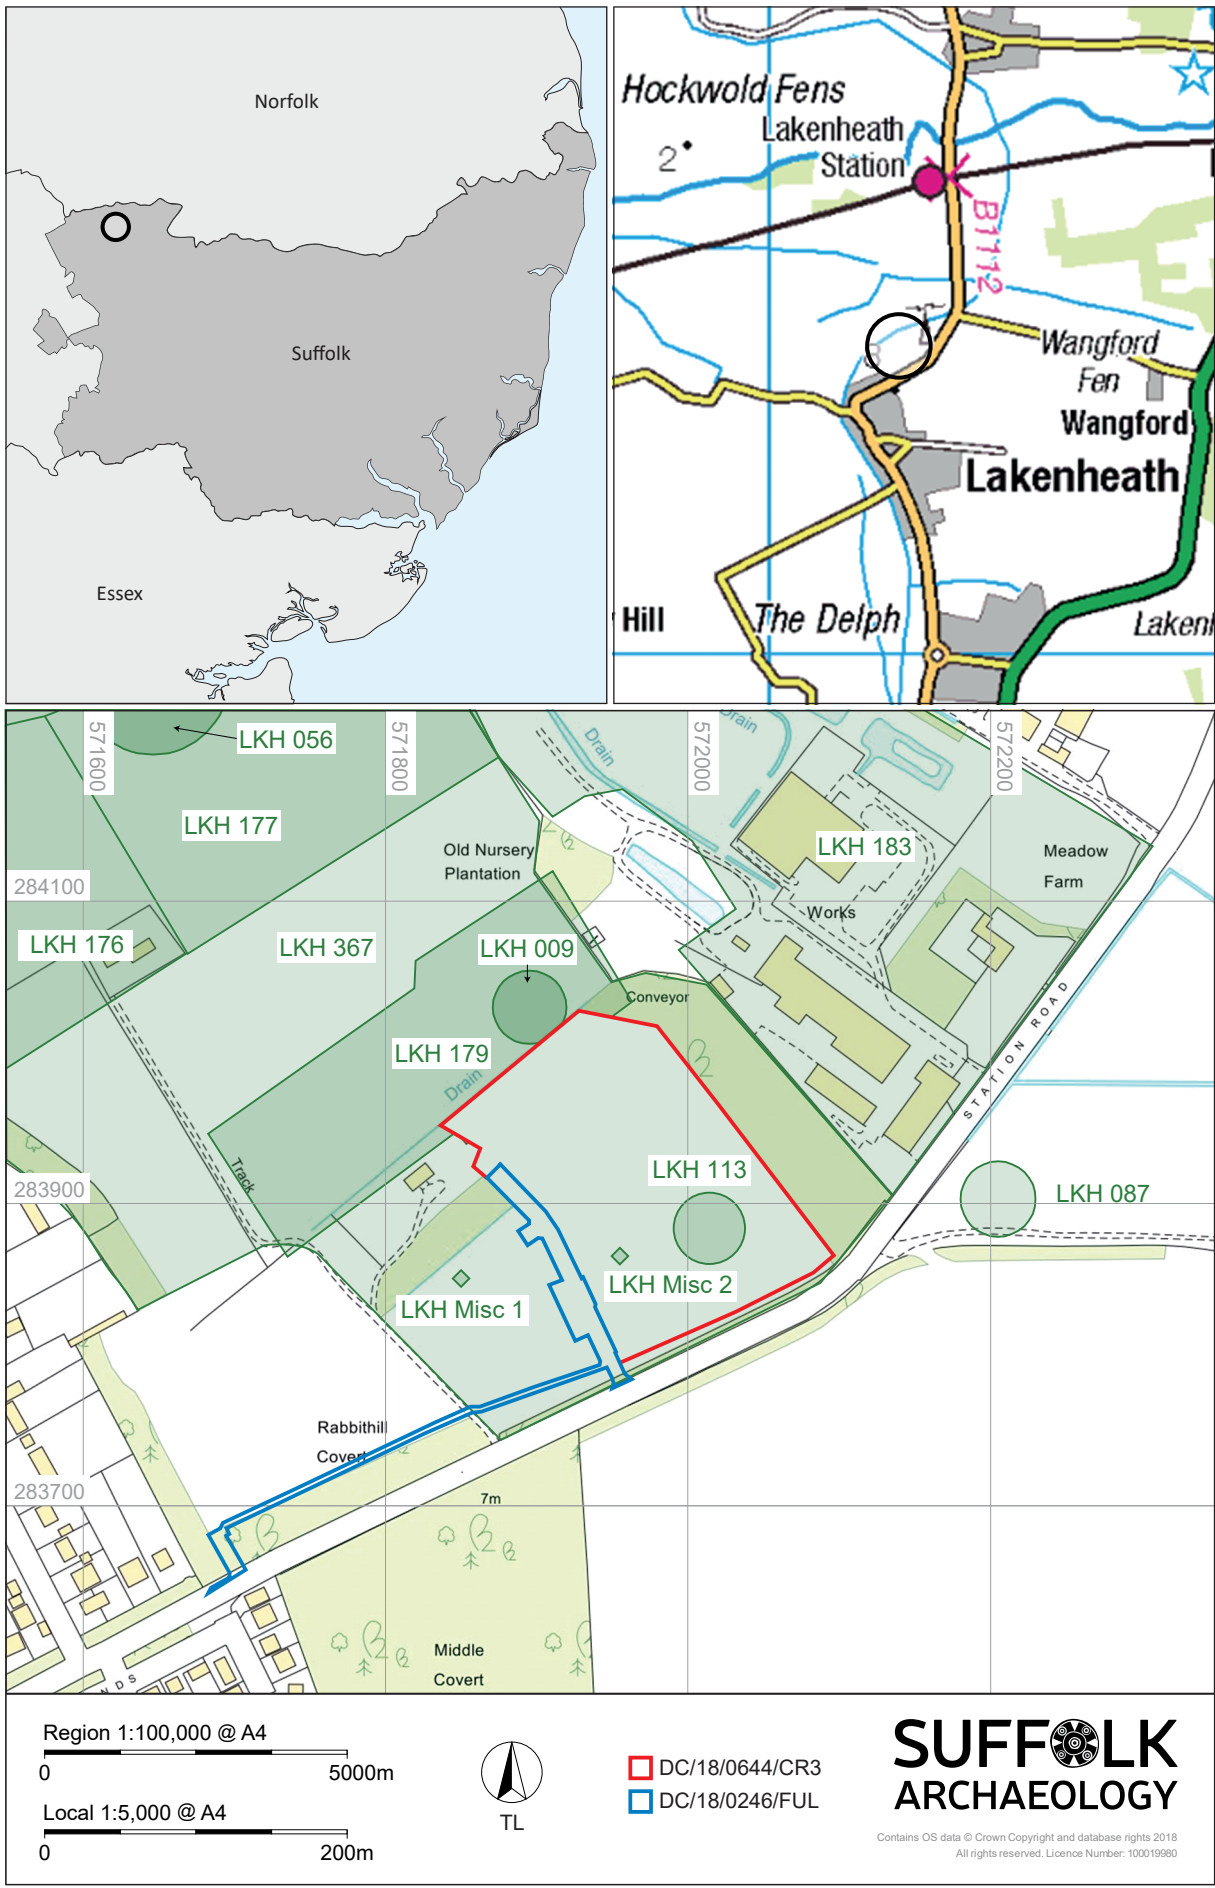 Norfolk
Suffolk
Essex
Hockwold Fens
Lakenheath
Station
2
B1112
Wangford
Fen
Wangford
Lakenheath
Hill
The Delph
Lakenh
571600
571800
572000
572200
LKH 056
LKH 177
Drain
Drain
Old Nursery
Plantation
LKH 183
Meadow
Farm
284100
Works
LKH 176
LKH 367
LKH 009
Conveyor
LKH 179
Drain
STATION ROAD
Track
LKH 113
283900
LKH 087
LKH Misc 2
LKH Misc 1
Rabbithill
Covert
283700
7m
Middle
Covert
NDS
Region 1:100,000 @ A4
0 5000m
Local 1:5,000 @ A4
0 200m
TL
DC/18/0644/CR3
DC/18/0246/FUL
SUFFOLK
ARCHAEOLOGY
Contains OS data © Crown Copyright and database rights 2018
All rights reserved. Licence Number: 100019980